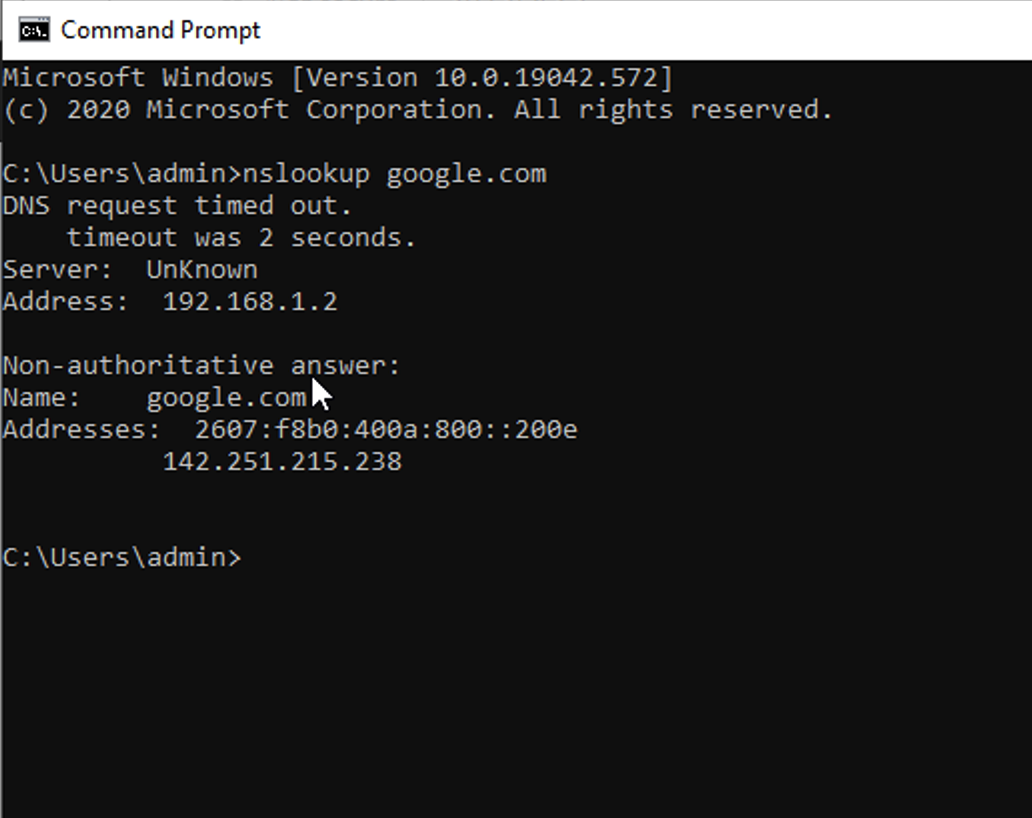 Command Prompt
Microsoft Windows [Version 10.0.19042.572]
(c) 2020 Microsoft Corporation. All rights reserved.
C:\Users\admin>nslookup google.com
DNS request timed out.
    timeout was 2 seconds.
Server:  UnKnown
Address:  192.168.1.2
Non-authoritative answer:
Name:    google.com
Addresses:  2607:f8b0:400a:800::200e
          142.251.215.238
C:\Users\admin>